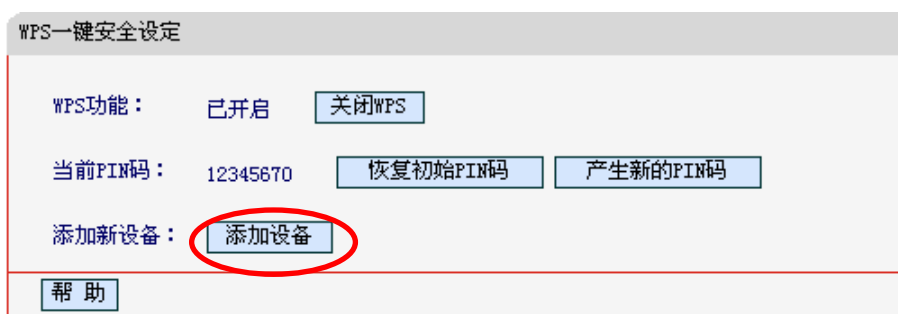 WPS一键安全设定
WPS功能： 已开启 关闭WPS
当前PIN码： 12345670 恢复初始PIN码 产生新的PIN码
添加新设备： 添加设备
帮 助